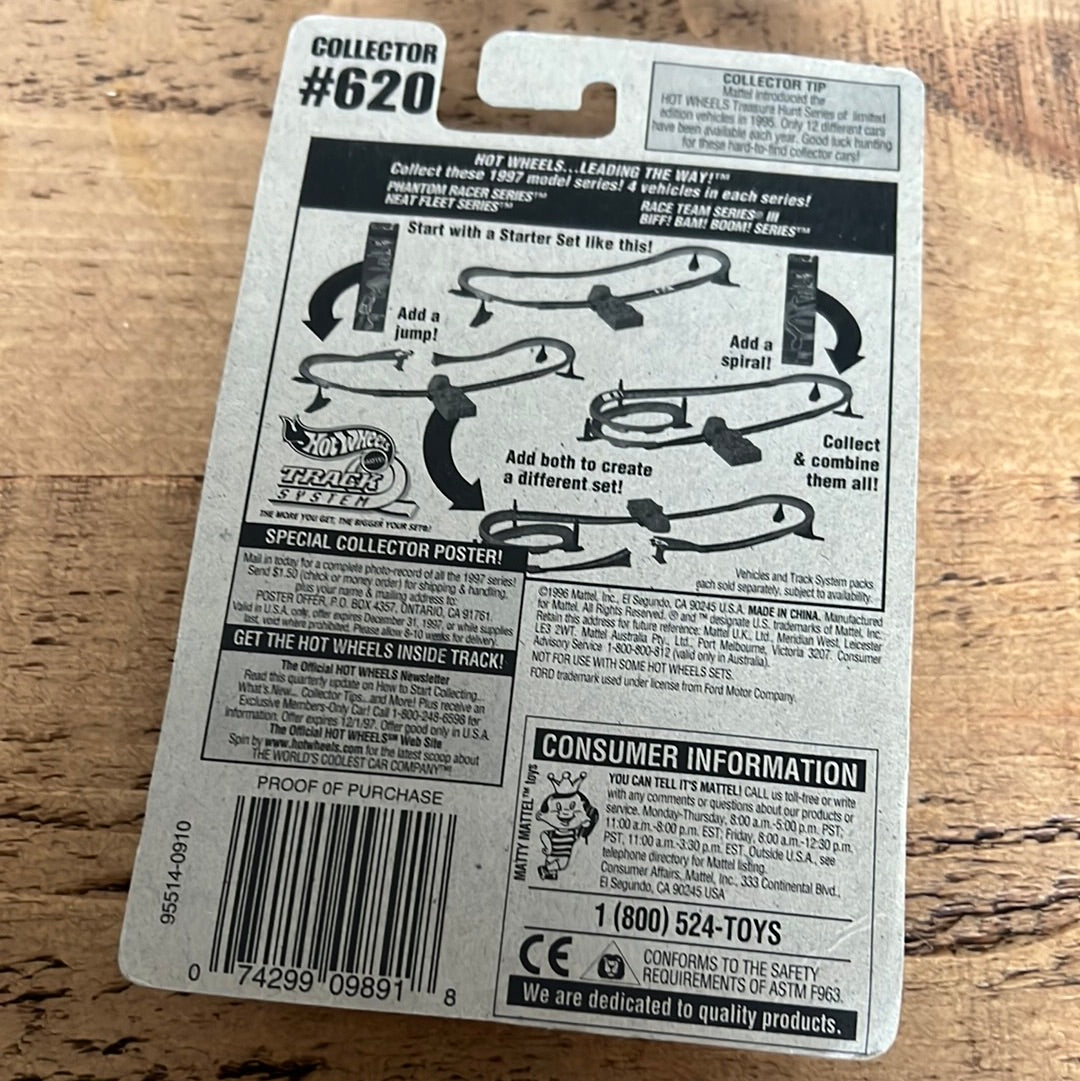 COLLECTOR
#620
COLLECTOR TIP
Mattel introduced the
HOT WHEELS Treasure Hunt Series of limited
edition vehicles in 1995. Only 12 different cars
have been available each year. Good luck hunting
for these hard-to-find collector cars!
HOT WHEELS...LEADING THE WAY!™
Collect these 1997 model series! 4 vehicles in each series!
PHANTOM RACER SERIES™
HEAT FLEET SERIES™
RACE TEAM SERIES® III
BIFF! BAM! BOOM! SERIES™
Start with a Starter Set like this!
Add a
jump!
Add a
spiral!
Collect
& combine
them all!
Add both to create
a different set!
HOT WHEELS
MATTEL
TRACK
SYSTEM
THE MORE YOU GET, THE BIGGER YOUR SETS!
Vehicles and Track System packs
each sold separately, subject to availability.
SPECIAL COLLECTOR POSTER!
Mail in today for a complete photo-record of all the 1997 series!
Send $1.50 (check or money order) for shipping & handling,
plus your name & mailing address to:
POSTER OFFER, P.O. BOX 4357, ONTARIO, CA 91761.
Valid in U.S.A. only, offer expires December 31, 1997, or while supplies
last, void where prohibited. Please allow 8-10 weeks for delivery.
GET THE HOT WHEELS INSIDE TRACK!
The Official HOT WHEELS Newsletter
Read this quarterly update on How to Start Collecting...
What's New... Collector Tips...and More! Plus receive an
Exclusive Members-Only Car! Call 1-800-248-6598 for
information. Offer expires 12/1/97. Offer good only in U.S.A.
The Official HOT WHEELS℠ Web Site
Spin by www.hotwheels.com for the latest scoop about
THE WORLD'S COOLEST CAR COMPANY™!
©1996 Mattel, Inc., El Segundo, CA 90245 U.S.A. MADE IN CHINA. Manufactured
for Mattel. All Rights Reserved. ® and ™ designate U.S. trademarks of Mattel, Inc.
Retain this address for future reference: Mattel U.K., Ltd., Meridian West, Leicester
LE3 2WT. Mattel Australia Pty., Ltd., Port Melbourne, Victoria 3207. Consumer
Advisory Service 1-800-800-812 (valid only in Australia).
NOT FOR USE WITH SOME HOT WHEELS SETS.
FORD trademark used under license from Ford Motor Company.
PROOF OF PURCHASE
95514-0910
0 74299 09891 8
CONSUMER INFORMATION
MATTY MATTEL™ toys
YOU CAN TELL IT'S MATTEL! CALL us toll-free or write
with any comments or questions about our products or
service. Monday-Thursday, 8:00 a.m.-5:00 p.m. PST;
11:00 a.m.-8:00 p.m. EST; Friday, 8:00 a.m.-12:30 p.m.
PST, 11:00 a.m.-3:30 p.m. EST. Outside U.S.A., see
telephone directory for Mattel listing.
Consumer Affairs, Mattel, Inc., 333 Continental Blvd.,
El Segundo, CA 90245 USA
1 (800) 524-TOYS
CE
CONFORMS TO THE SAFETY
REQUIREMENTS OF ASTM F963.
We are dedicated to quality products.